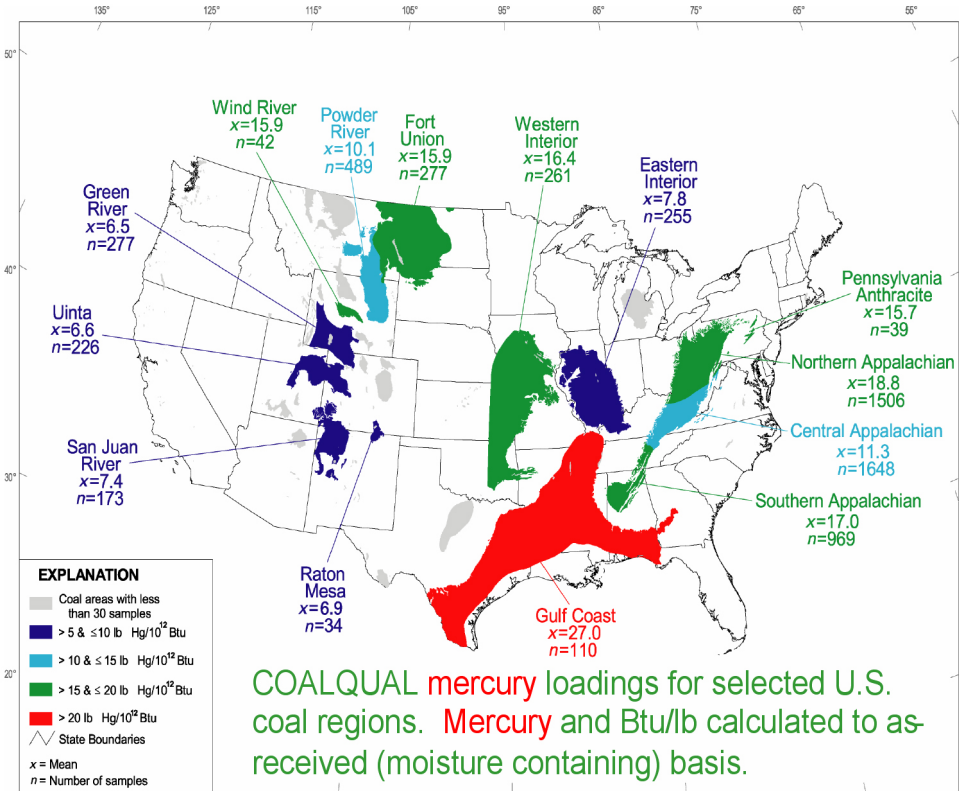 135°
125°
115°
105°
95°
85°
75°
65°
55°
50°
40°
30°
20°
Wind River
x=15.9
n=42
Powder
River
x=10.1
n=489
Fort
Union
x=15.9
n=277
Western
Interior
x=16.4
n=261
Eastern
Interior
x=7.8
n=255
Green
River
x=6.5
n=277
Uinta
x=6.6
n=226
San Juan
River
x=7.4
n=173
Raton
Mesa
x=6.9
n=34
Gulf Coast
x=27.0
n=110
Pennsylvania
Anthracite
x=15.7
n=39
Northern Appalachian
x=18.8
n=1506
Central Appalachian
x=11.3
n=1648
Southern Appalachian
x=17.0
n=969
EXPLANATION
Coal areas with less
than 30 samples
> 5 & ≤10 lb Hg/10¹² Btu
> 10 & ≤ 15 lb Hg/10¹² Btu
> 15 & ≤ 20 lb Hg/10¹² Btu
> 20 lb Hg/10¹² Btu
State Boundaries
x = Mean
n = Number of samples
COALQUAL mercury loadings for selected U.S.
coal regions. Mercury and Btu/lb calculated to as-
received (moisture containing) basis.